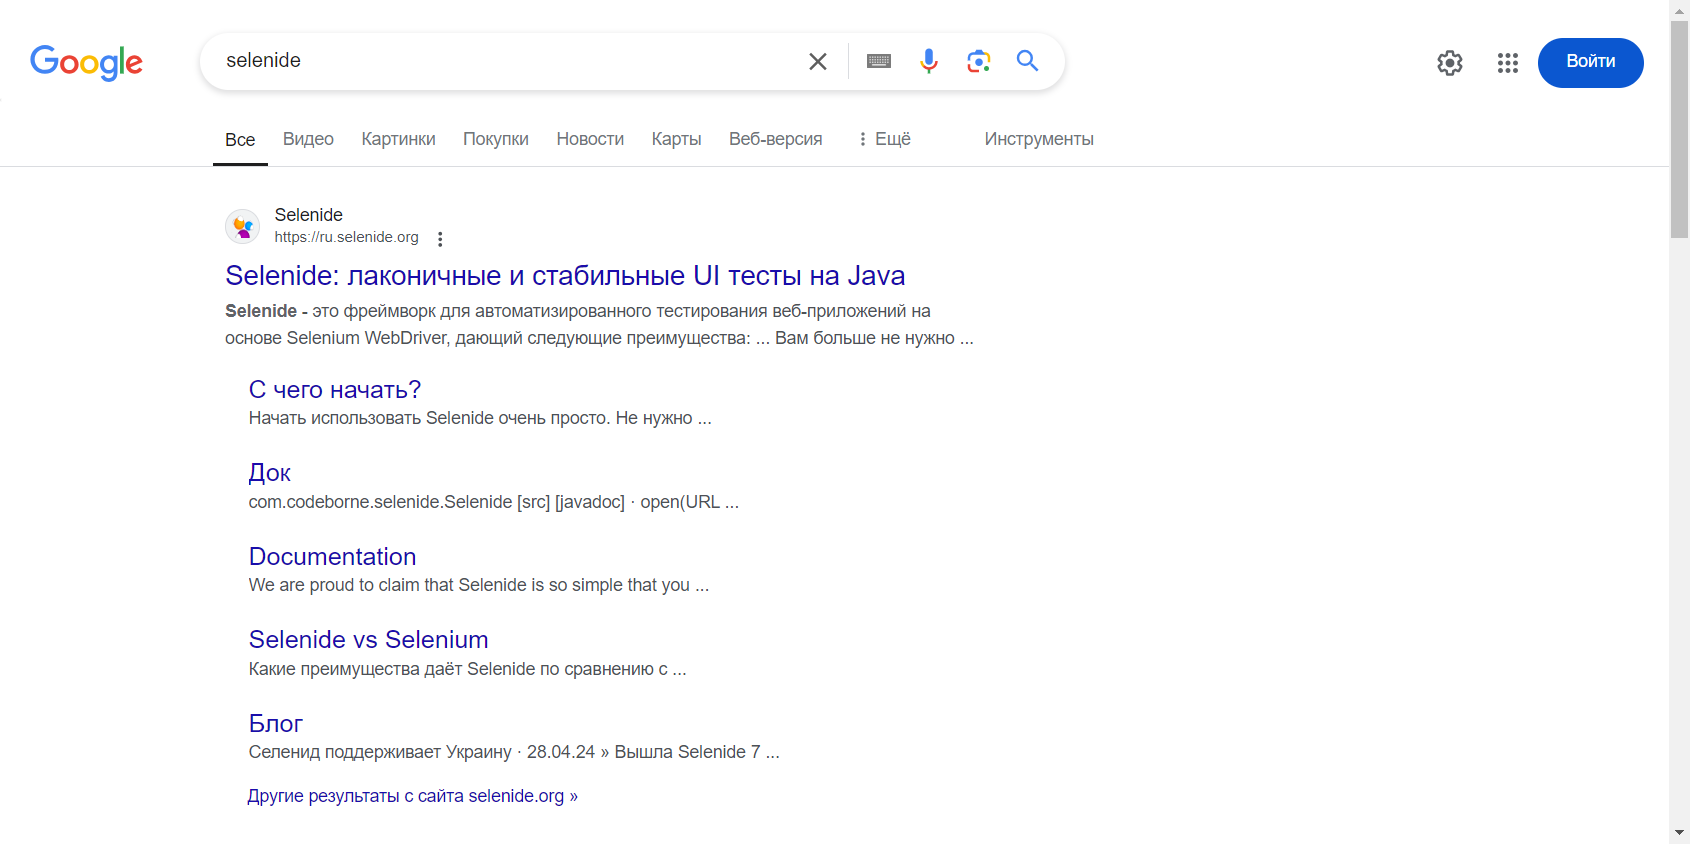 Google
selenide
Войти
Все Видео Картинки Покупки Новости Карты Веб-версия Ещё Инструменты
Selenide
https://ru.selenide.org
Selenide: лаконичные и стабильные UI тесты на Java
Selenide - это фреймворк для автоматизированного тестирования веб-приложений на
основе Selenium WebDriver, дающий следующие преимущества: ... Вам больше не нужно ...
С чего начать?
Начать использовать Selenide очень просто. Не нужно ...
Док
com.codeborne.selenide.Selenide [src] [javadoc] · open(URL ...
Documentation
We are proud to claim that Selenide is so simple that you ...
Selenide vs Selenium
Какие преимущества даёт Selenide по сравнению с ...
Блог
Селенид поддерживает Украину · 28.04.24 » Вышла Selenide 7 ...
Другие результаты с сайта selenide.org »